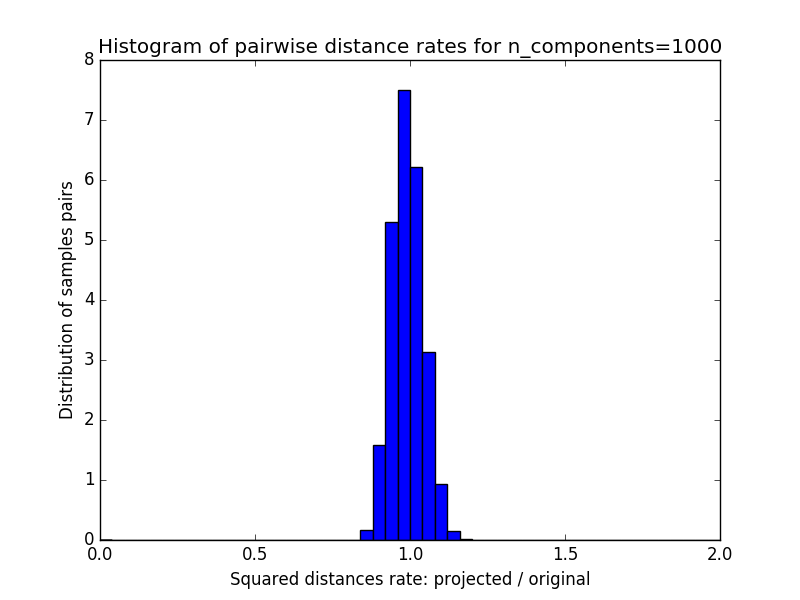 Histogram of pairwise distance rates for n_components=1000
8
7
6
5
4
3
2
1
0
Distribution of samples pairs
0.0 0.5 1.0 1.5 2.0
Squared distances rate: projected / original